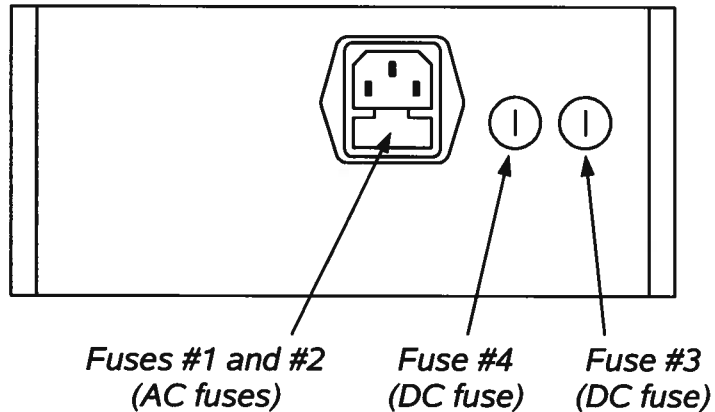 Fuses #1 and #2
(AC fuses)
Fuse #4
(DC fuse)
Fuse #3
(DC fuse)